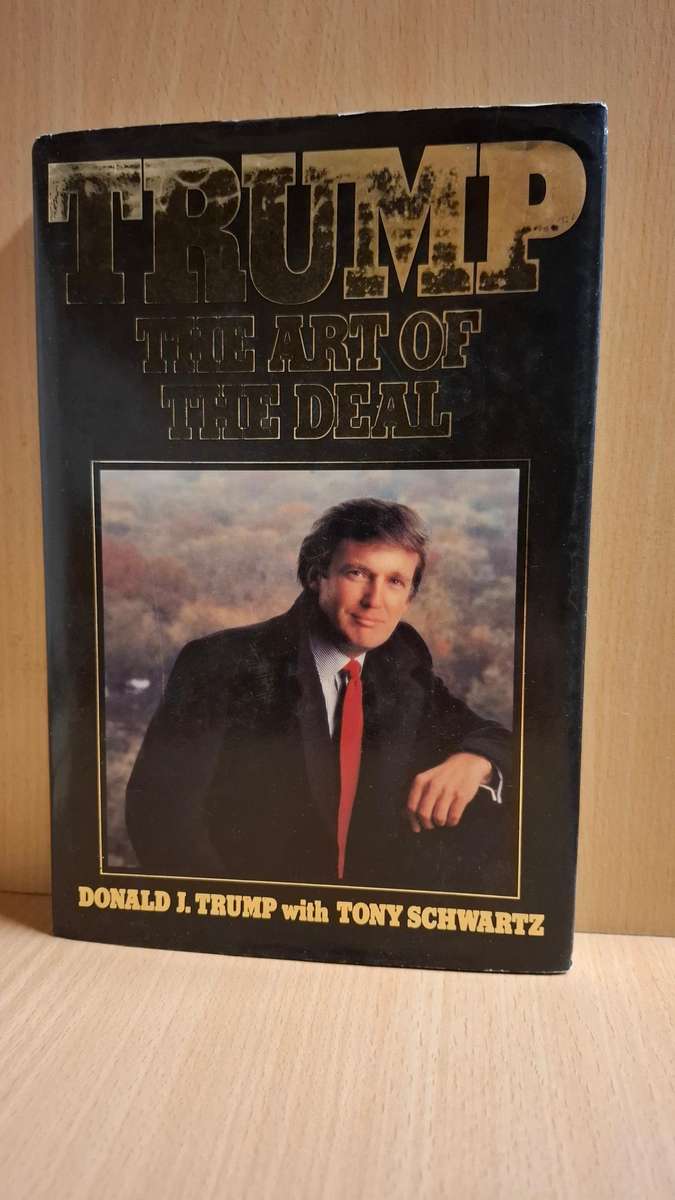 TRUMP
THE ART OF
THE DEAL
DONALD J. TRUMP with TONY SCHWARTZ